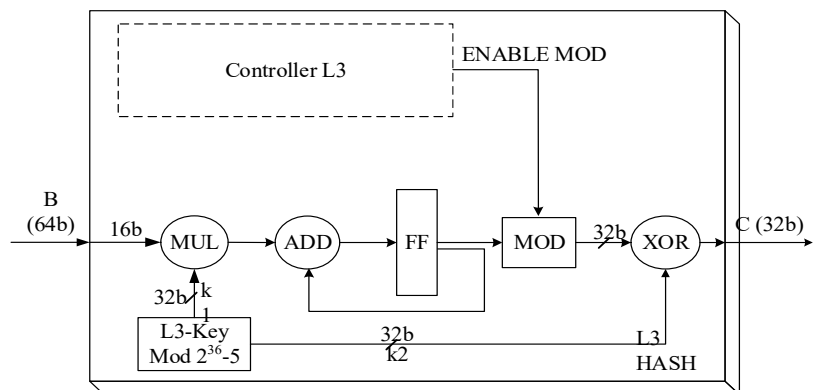 Controller L3
ENABLE MOD
B
(64b)
16b
MUL
ADD
FF
MOD
32b
XOR
C (32b)
32b
k
1
L3-Key
Mod 2³⁶-5
32b
k2
L3
HASH